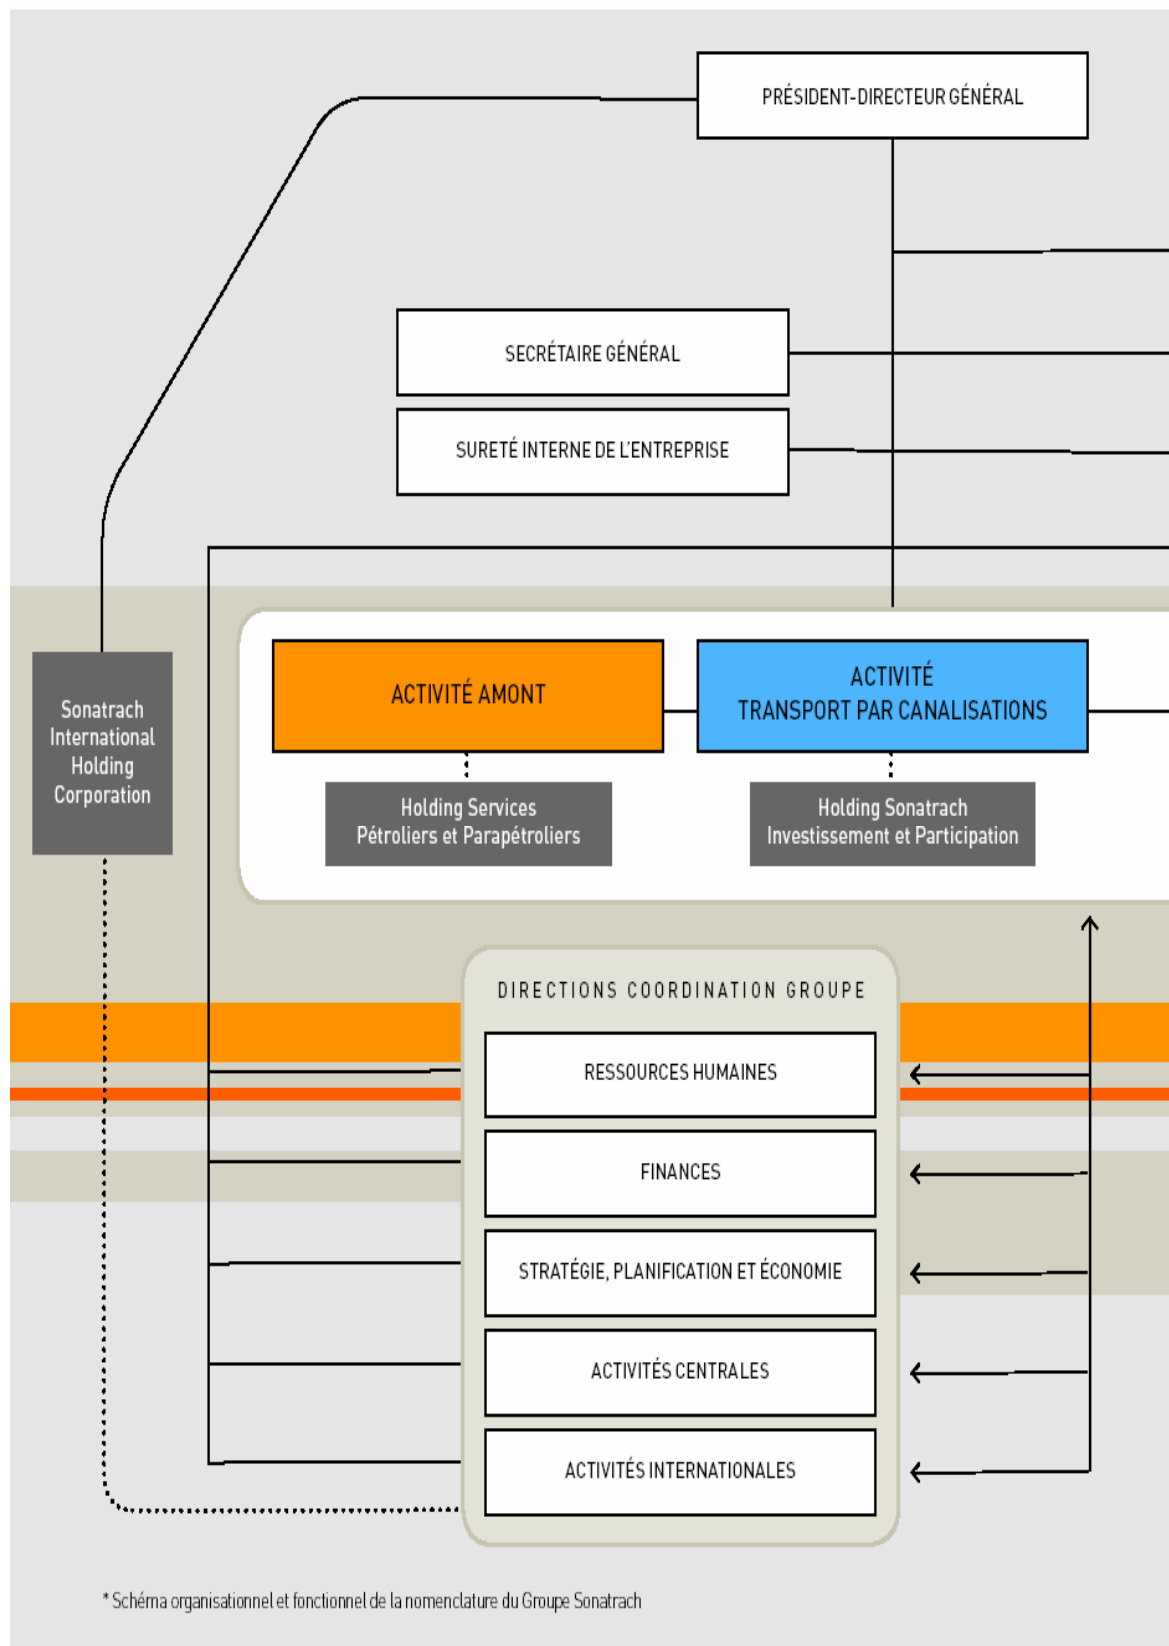 PRÉSIDENT-DIRECTEUR GÉNÉRAL
SECRÉTAIRE GÉNÉRAL
SURETÉ INTERNE DE L'ENTREPRISE
Sonatrach
International
Holding
Corporation
ACTIVITÉ AMONT
ACTIVITÉ
TRANSPORT PAR CANALISATIONS
Holding Services
Pétroliers et Parapétroliers
Holding Sonatrach
Investissement et Participation
DIRECTIONS COORDINATION GROUPE
RESSOURCES HUMAINES
FINANCES
STRATÉGIE, PLANIFICATION ET ÉCONOMIE
ACTIVITÉS CENTRALES
ACTIVITÉS INTERNATIONALES
* Schéma organisationnel et fonctionnel de la nomenclature du Groupe Sonatrach